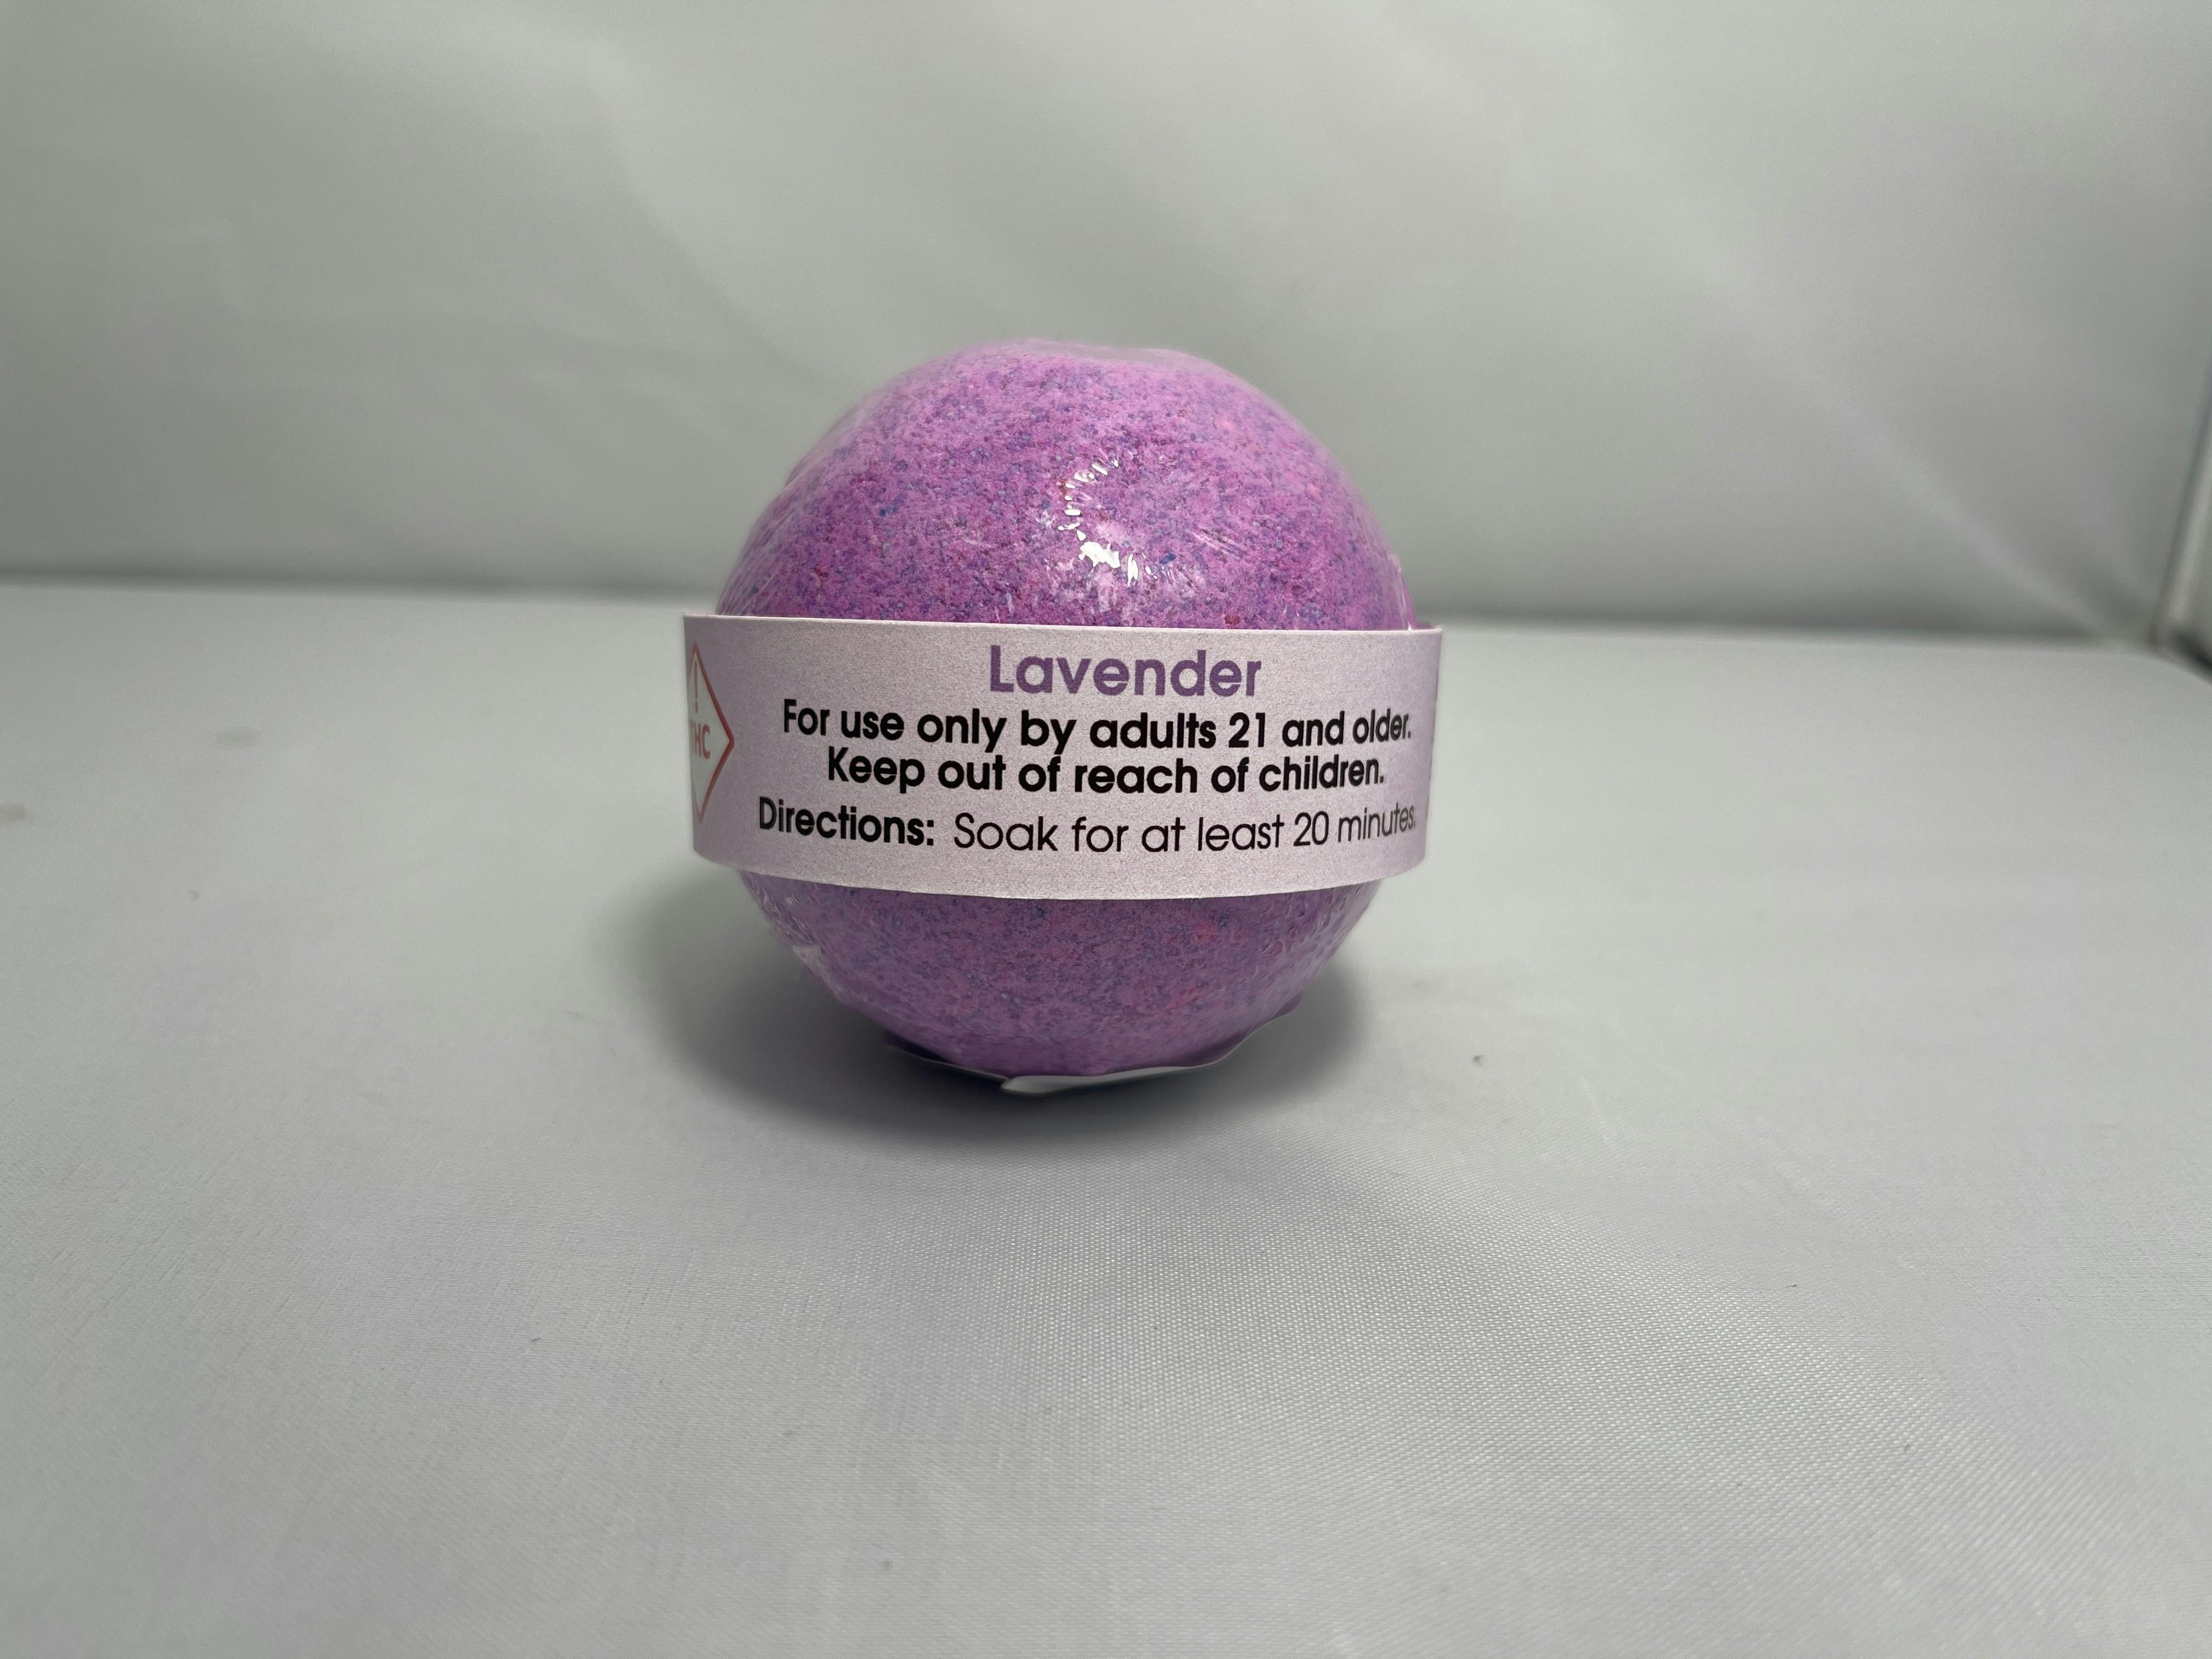 Lavender
For use only by adults 21 and older.
Keep out of reach of children.
Directions: Soak for at least 20 minutes.
!
THC